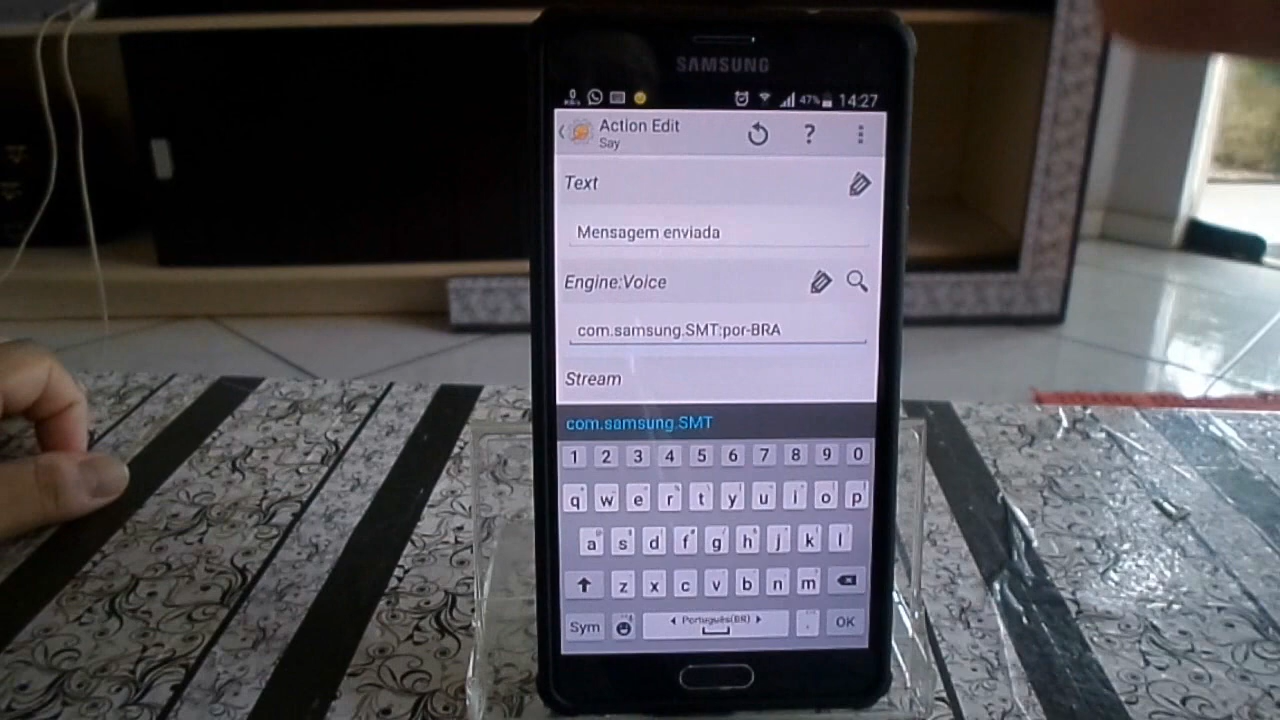 SAMSUNG
0
47% 14:27
Action Edit
Say
?
Text
Mensagem enviada
Engine:Voice
com.samsung.SMT:por-BRA
Stream
com.samsung.SMT
1 2 3 4 5 6 7 8 9 0
q w e r t y u i o p
a s d f g h j k l
z x c v b n m
Sym Português(BR) . OK